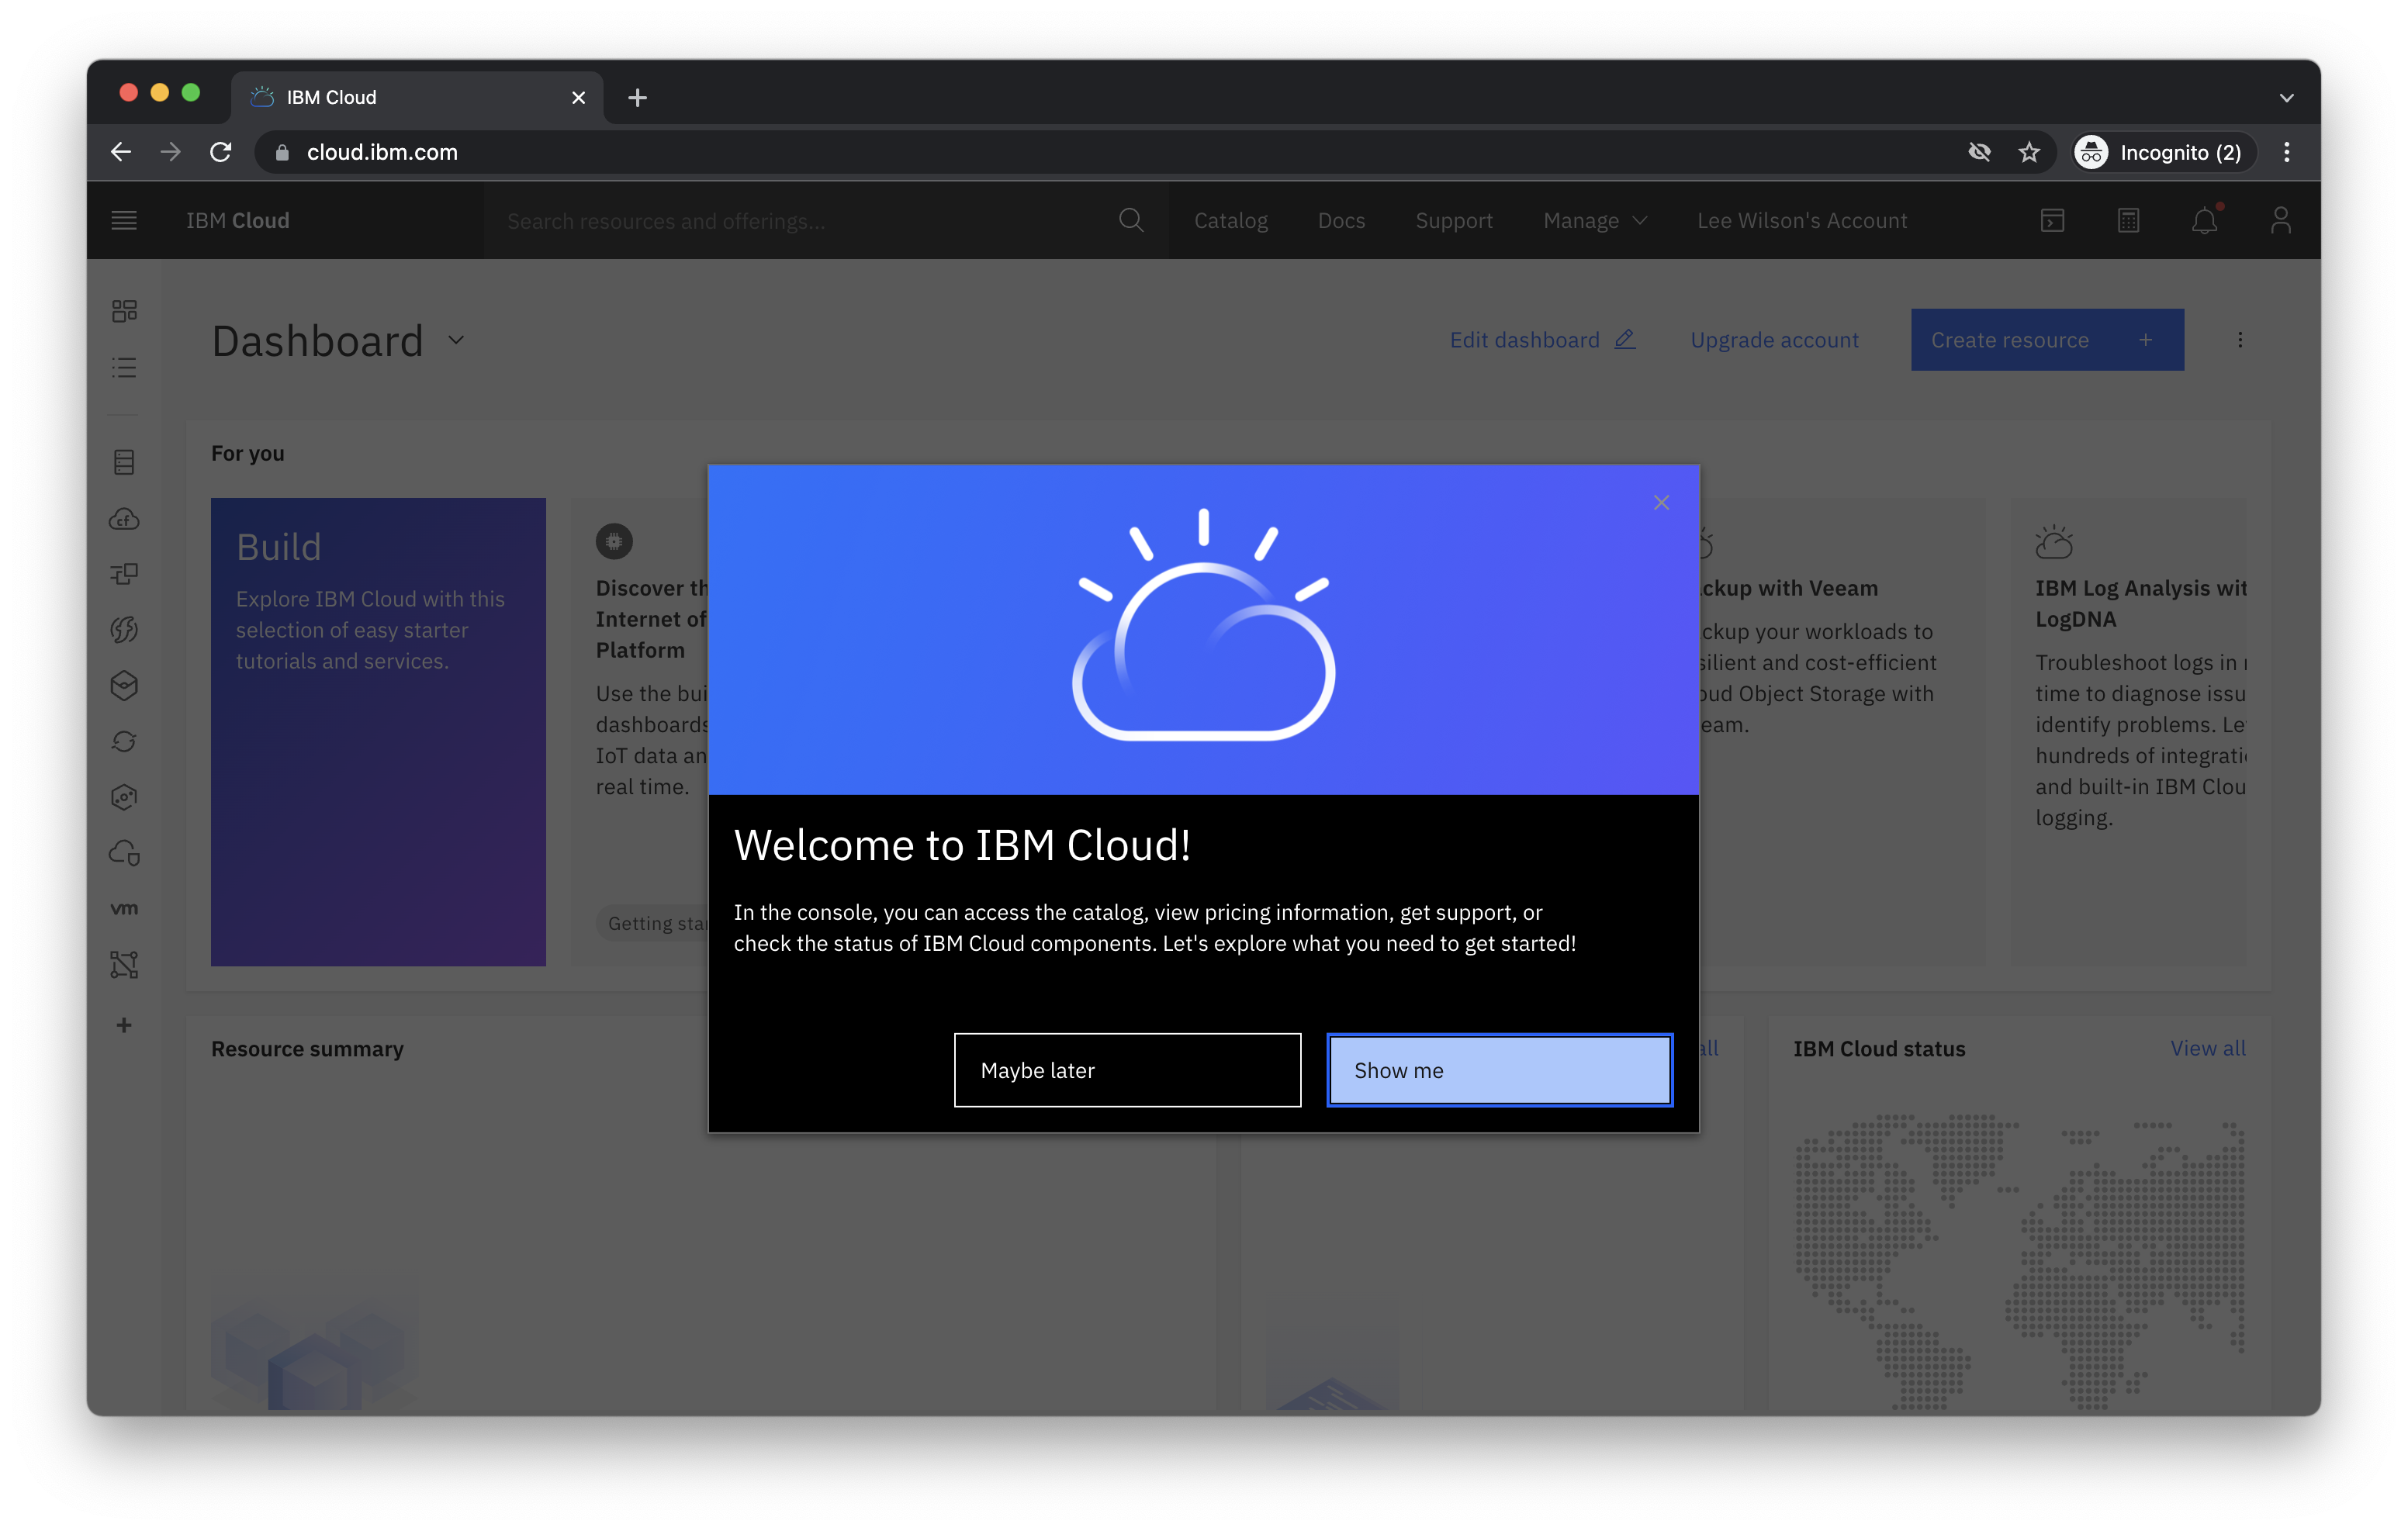 IBM Cloud
cloud.ibm.com
Incognito (2)
IBM Cloud
Search resources and offerings...
Catalog
Docs
Support
Manage
Lee Wilson's Account
Dashboard
Edit dashboard
Upgrade account
Create resource
For you
Build
Explore IBM Cloud with this
selection of easy starter
tutorials and services.
Discover th
Internet of
Platform
Use the bui
dashboards
IoT data an
real time.
Getting star
ckup with Veeam
ckup your workloads to
silient and cost-efficient
oud Object Storage with
eam.
IBM Log Analysis wit
LogDNA
Troubleshoot logs in
time to diagnose issu
identify problems. Le
hundreds of integrati
and built-in IBM Clou
logging.
cf
vm
Welcome to IBM Cloud!
In the console, you can access the catalog, view pricing information, get support, or
check the status of IBM Cloud components. Let's explore what you need to get started!
Maybe later
Show me
Resource summary
all
IBM Cloud status
View all